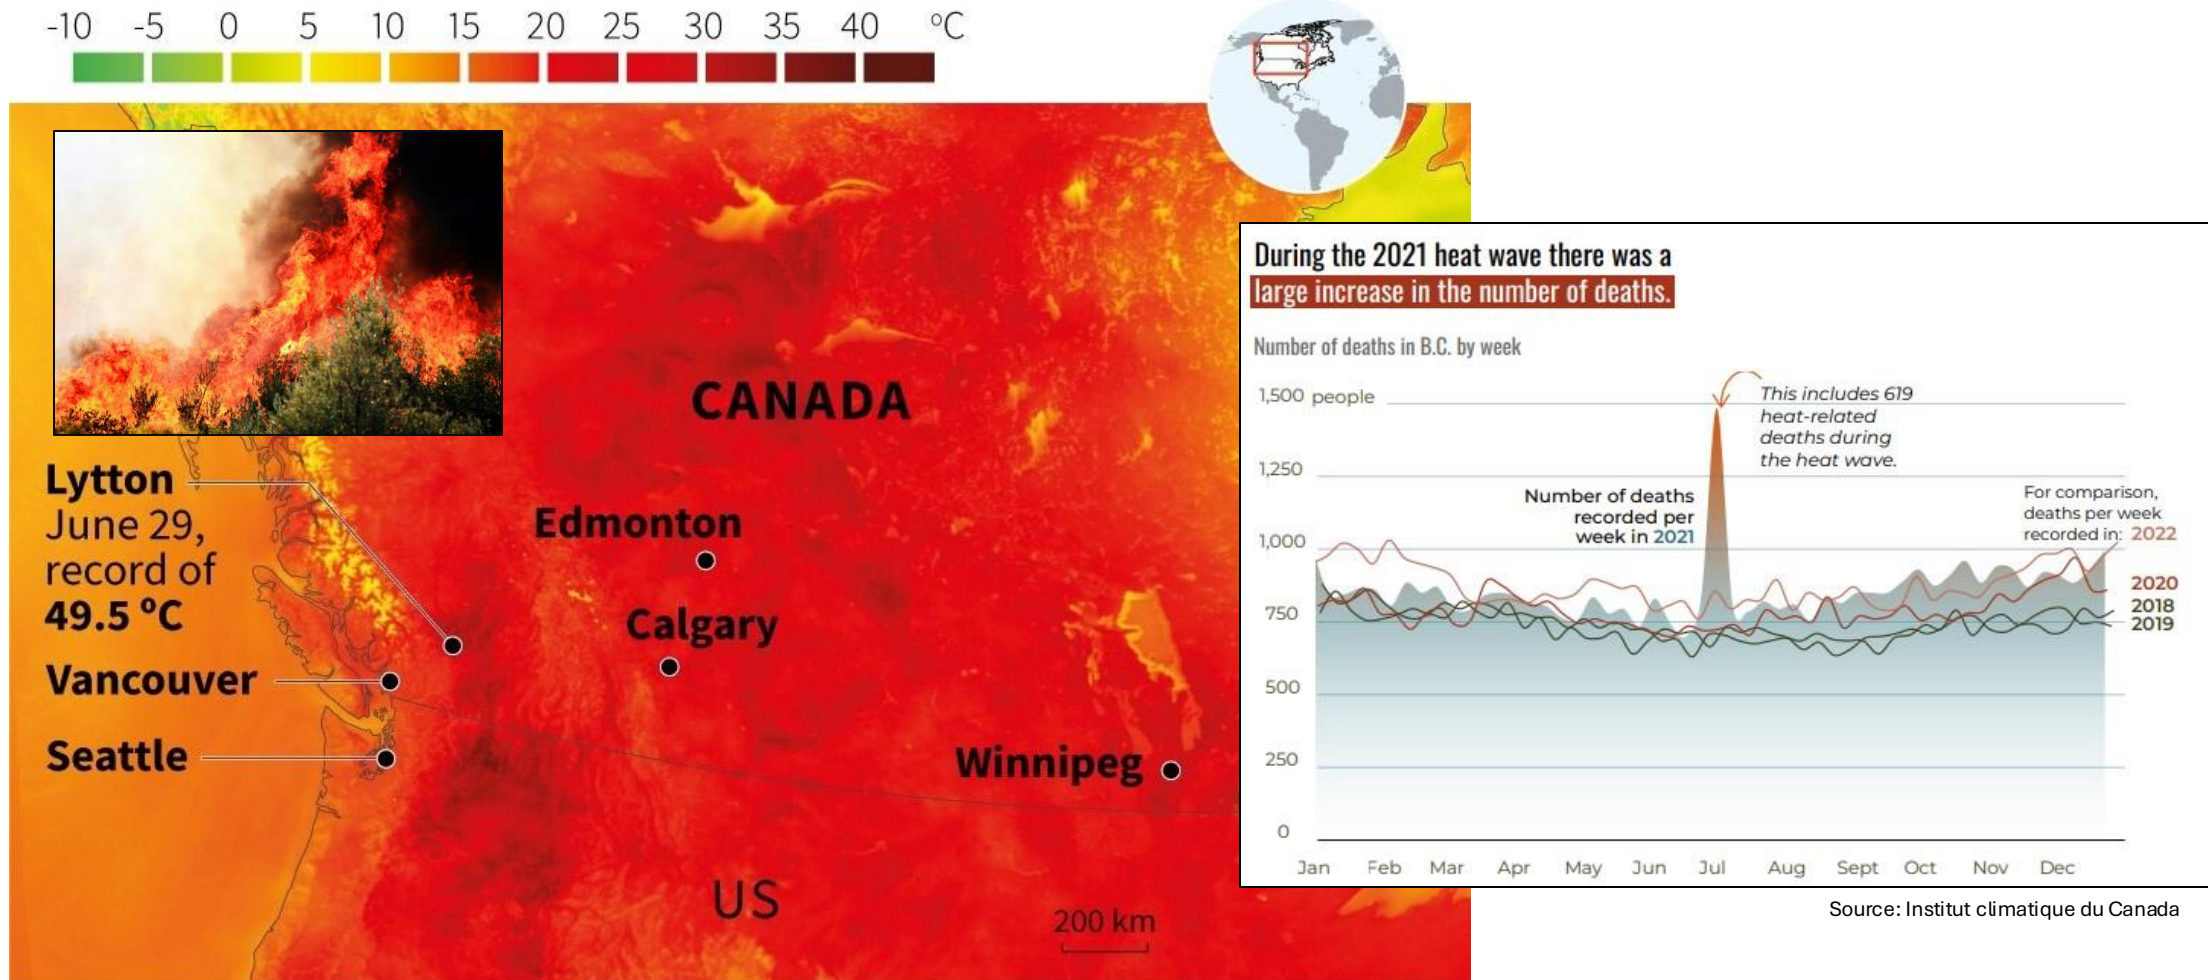 -10 -5 0 5 10 15 20 25 30 35 40 ºC
CANADA
Lytton
June 29,
record of
49.5 ºC
Vancouver
Seattle
Edmonton
Calgary
Winnipeg
US
200 km
During the 2021 heat wave there was a
large increase in the number of deaths.
Number of deaths in B.C. by week
1,500 people
1,250
1,000
750
500
250
0
This includes 619
heat-related
deaths during
the heat wave.
Number of deaths
recorded per
week in 2021
For comparison,
deaths per week
recorded in: 2022
2020
2018
2019
Jan Feb Mar Apr May Jun Jul Aug Sept Oct Nov Dec
Source: Institut climatique du Canada